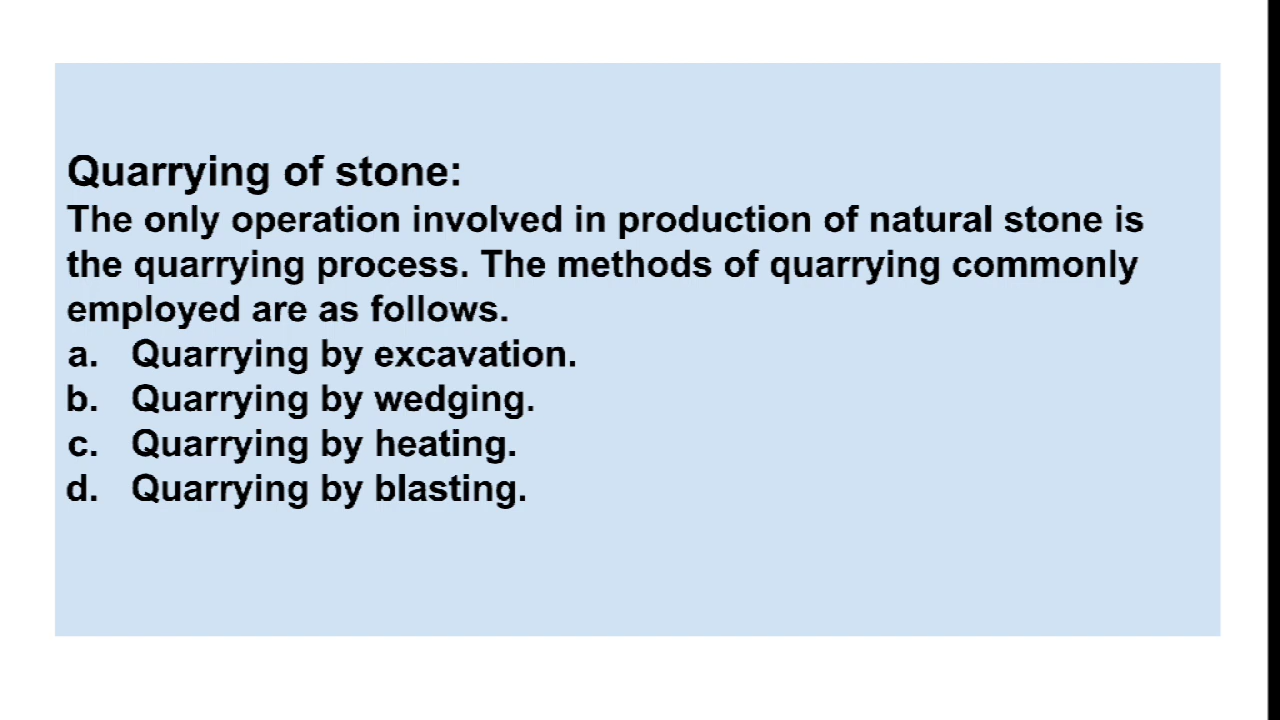 Quarrying of stone:
The only operation involved in production of natural stone is
the quarrying process. The methods of quarrying commonly
employed are as follows.
a. Quarrying by excavation.
b. Quarrying by wedging.
c. Quarrying by heating.
d. Quarrying by blasting.